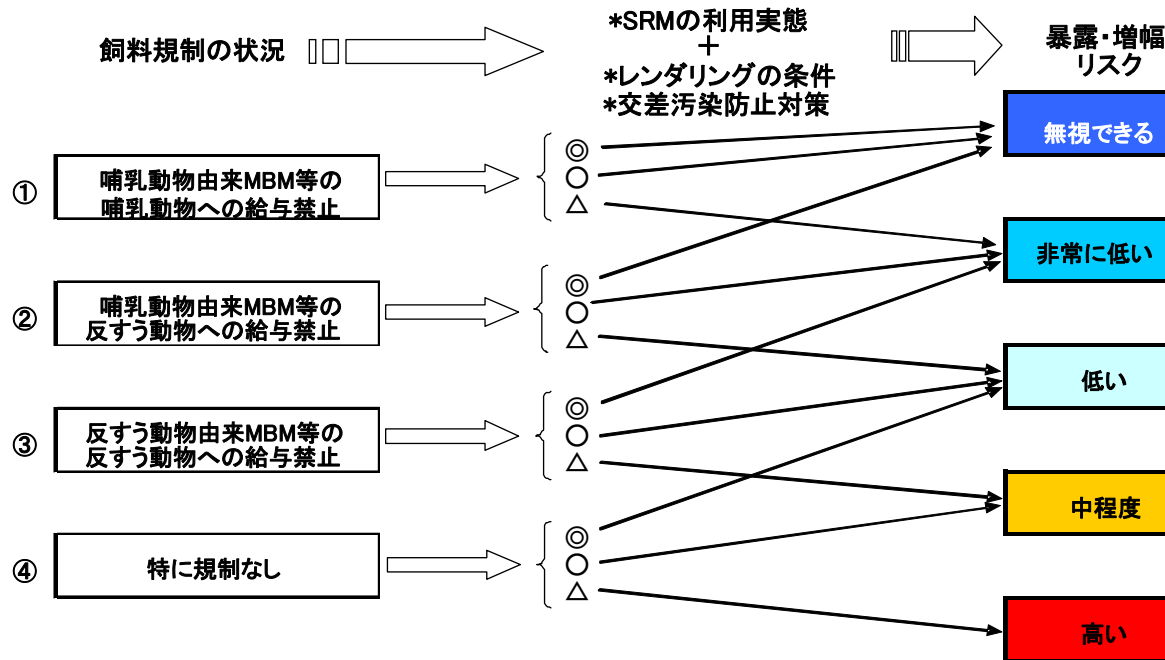 飼料規制の状況
*SRMの利用実態
+
*レンダリングの条件
*交差汚染防止対策
暴露・増幅
リスク
①
哺乳動物由来MBM等の
哺乳動物への給与禁止
◎
○
△
無視できる
②
哺乳動物由来MBM等の
反すう動物への給与禁止
◎
○
△
非常に低い
③
反すう動物由来MBM等の
反すう動物への給与禁止
◎
○
△
低い
④
特に規制なし
◎
○
△
中程度
高い